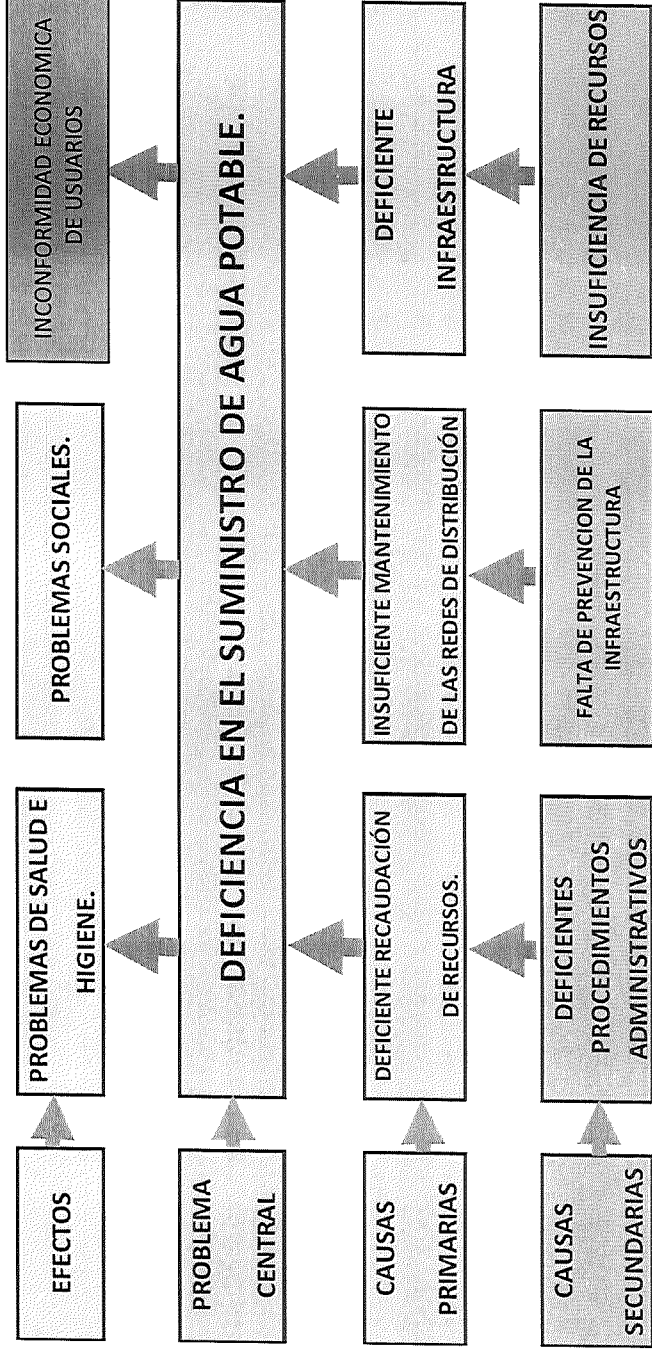 EFECTOS
PROBLEMAS DE SALUD E
HIGIENE.
PROBLEMAS SOCIALES.
INCONFORMIDAD ECONOMICA
DE USUARIOS
PROBLEMA
CENTRAL
DEFICIENCIA EN EL SUMINISTRO DE AGUA POTABLE.
CAUSAS
PRIMARIAS
DEFICIENTE RECAUDACIÓN
DE RECURSOS.
INSUFICIENTE MANTENIMIENTO
DE LAS REDES DE DISTRIBUCIÓN
DEFICIENTE
INFRAESTRUCTURA
CAUSAS
SECUNDARIAS
DEFICIENTES
PROCEDIMIENTOS
ADMINISTRATIVOS
FALTA DE PREVENCION DE LA
INFRAESTRUCTURA
INSUFICIENCIA DE RECURSOS